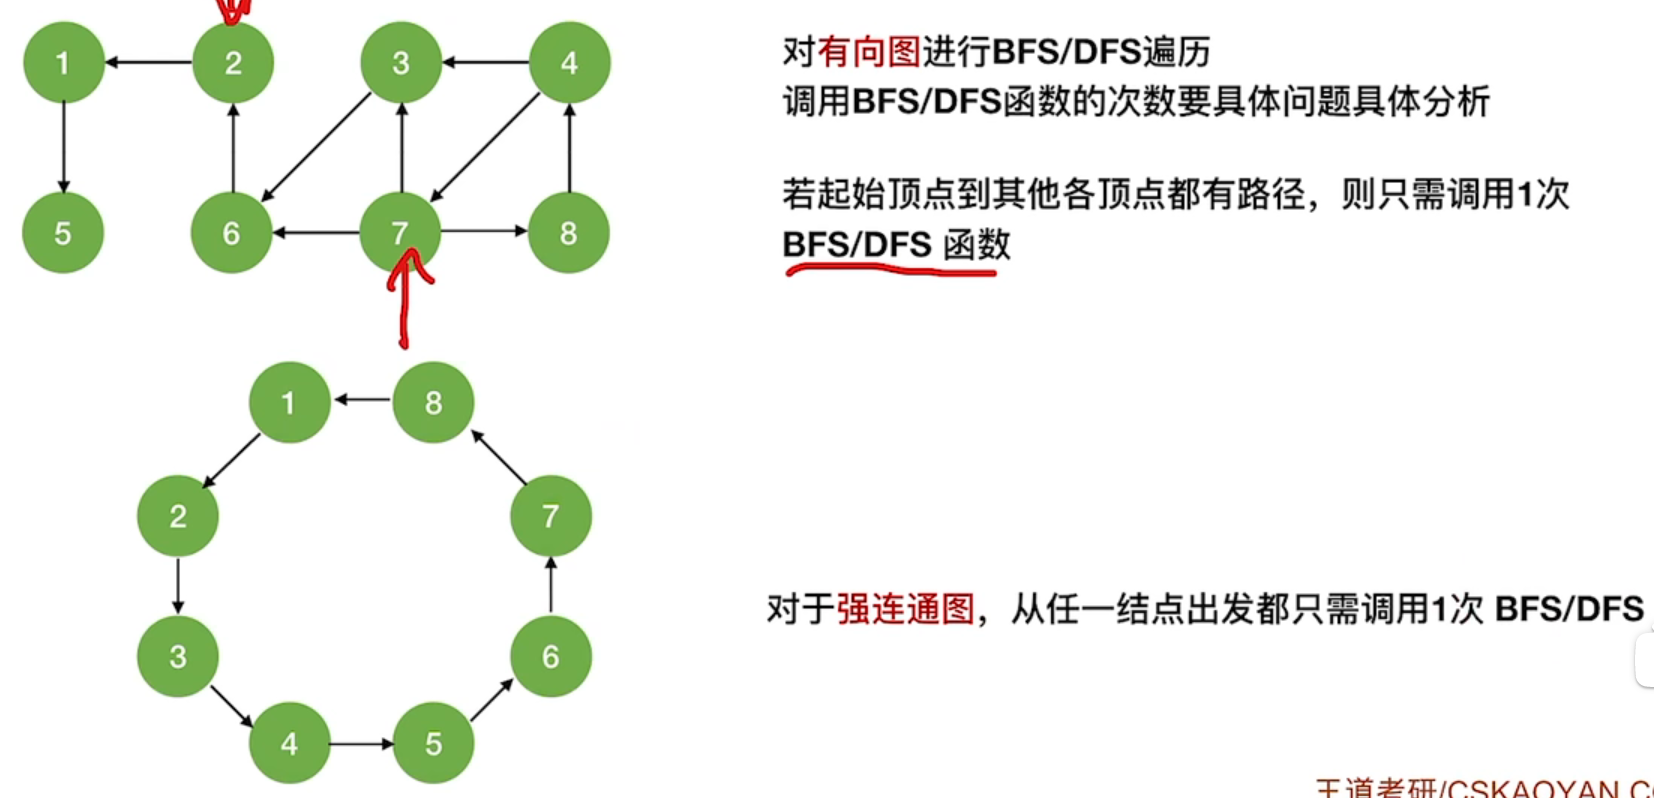 1 2 3 4
5 6 7 8
对有向图进行BFS/DFS遍历
调用BFS/DFS函数的次数要具体问题具体分析
若起始顶点到其他各顶点都有路径，则只需调用1次
BFS/DFS 函数
1 8
2 7
3 6
4 5
对于强连通图，从任一结点出发都只需调用1次 BFS/DFS
王道考研/CSKAOYAN.C